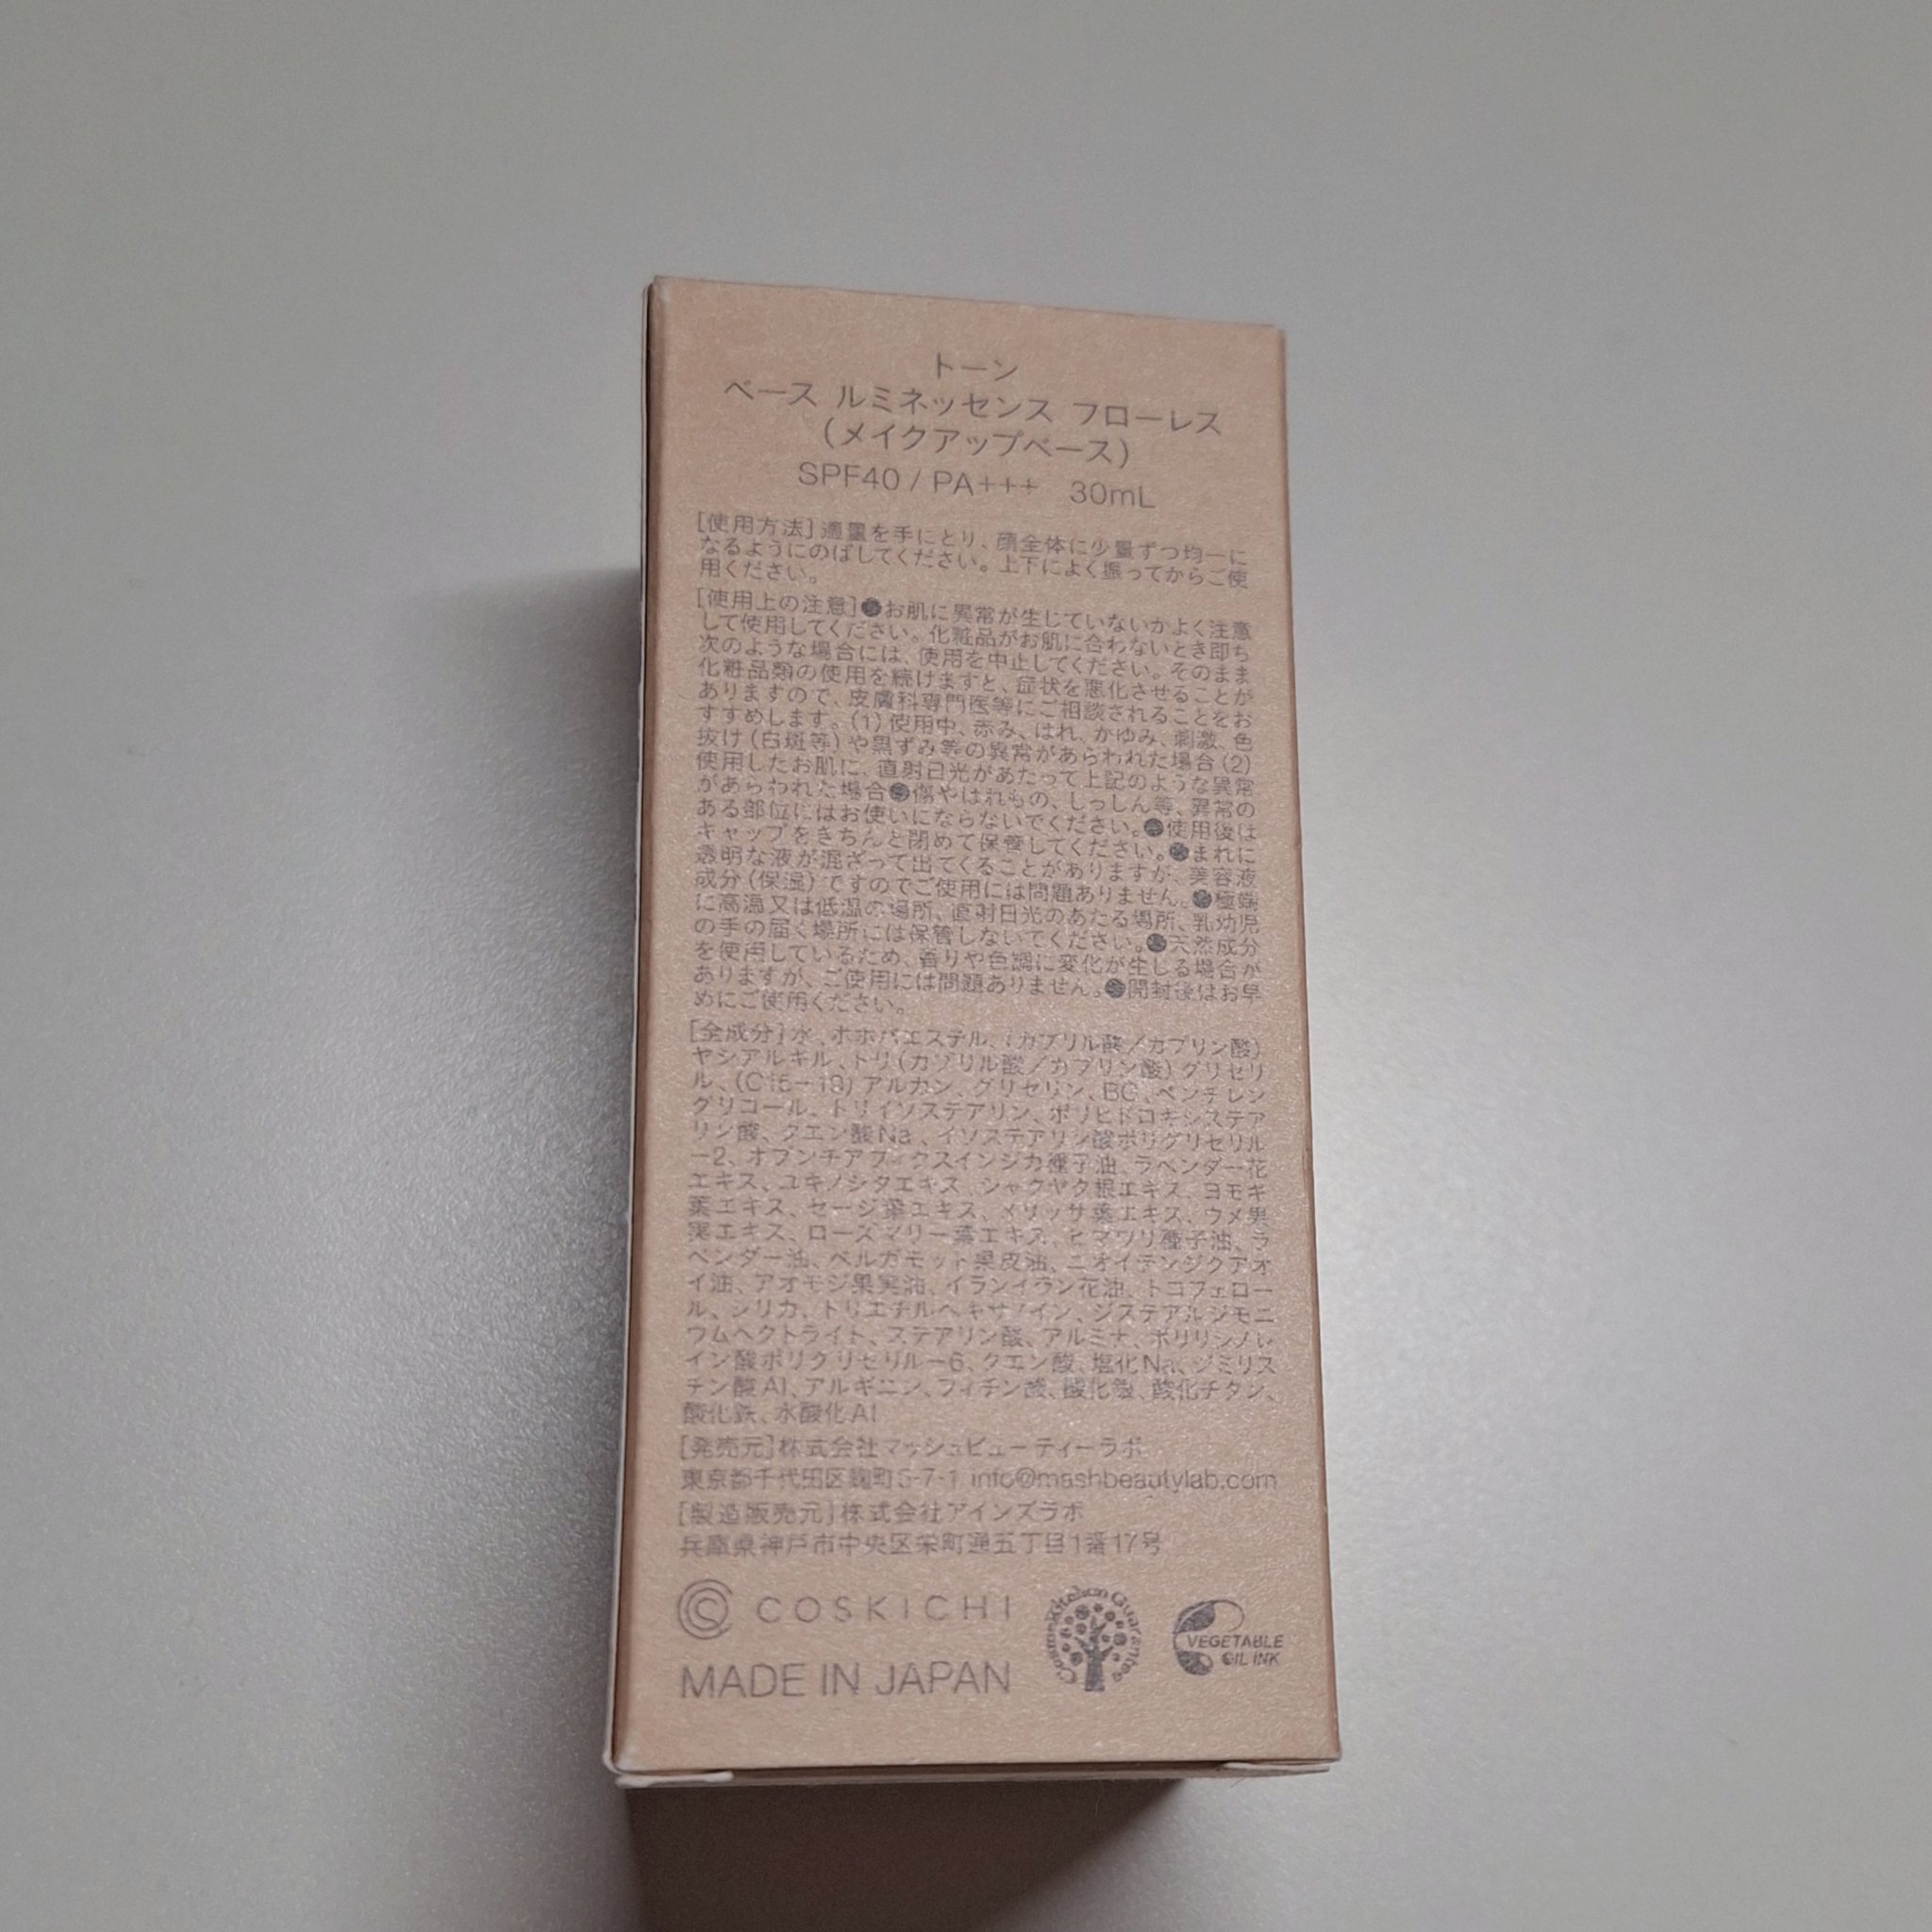 トーン
ベース ルミネッセンス フローレス
(メイクアップベース)
SPF40 / PA+++ 30mL
[使用方法] 適量を手にとり、顔全体に少量ずつ均一に
なるようにのばしてください。上下によく振ってからご使
用ください。
[使用上の注意]●お肌に異常が生じていないかよく注意
して使用してください。化粧品がお肌に合わないとき即ち
次のような場合には、使用を中止してください。そのまま
化粧品類の使用を続けますと、症状を悪化させることが
ありますので、皮膚科専門医等にご相談されることをお
すすめします。(1) 使用中、赤み、はれ、かゆみ、刺激、色
抜け (白斑等) や黒ずみ等の異常があらわれた場合 (2)
使用したお肌に、直射日光があたって上記のような異常
があらわれた場合●傷やはれもの、しっしん等、異常の
ある部位にはお使いにならないでください。●使用後は
キャップをきちんと閉めて保管してください。●まれに
透明な液が混ざって出てくることがありますが、美容液
成分 (保湿) ですのでご使用には問題ありません。●極端
に高温又は低温の場所、直射日光のあたる場所、乳幼児
の手の届く場所には保管しないでください。●天然成分
を使用しているため、香りや色調に変化が生じる場合が
ありますが、ご使用には問題ありません。●開封後はお早
めにご使用ください。
[全成分] 水、ホホバエステル、(カプリル酸/カプリン酸)
ヤシアルキル、トリ(カプリル酸/カプリン酸) グリセリ
ル、(C15-19) アルカン、グリセリン、BG、ペンチレン
グリコール、トリイソステアリン、ポリヒドロキシステア
リン酸、クエン酸Na、イソステアリン酸ポリグリセリル
-2、オプンチアフィクスインジカ種子油、ラベンダー花
エキス、ユキノシタエキス、シャクヤク根エキス、ヨモギ
葉エキス、セージ葉エキス、メリッサ葉エキス、ウメ果
実エキス、ローズマリー葉エキス、ヒマワリ種子油、ラ
ベンダー油、ベルガモット果皮油、ニオイテンジクアオ
イ油、アオモジ果実油、イランイラン花油、トコフェロー
ル、シリカ、トリエチルヘキサノイン、ジステアルジモニ
ウムヘクトライト、ステアリン酸、アルミナ、ポリリシノレ
イン酸ポリグリセリル-6、クエン酸、塩化Na、ジミリス
チン酸Al、アルギニン、フィチン酸、酸化亜鉛、酸化チタン、
酸化鉄、水酸化Al
[発売元]株式会社マッシュビューティーラボ
東京都千代田区麹町5-7-1 info@mashbeautylab.com
[製造販売元]株式会社アインズラボ
兵庫県神戸市中央区栄町通五丁目1番17号
COSKICHI
Cosme Kitchen Guarantee
VEGETABLE
OIL INK
MADE IN JAPAN